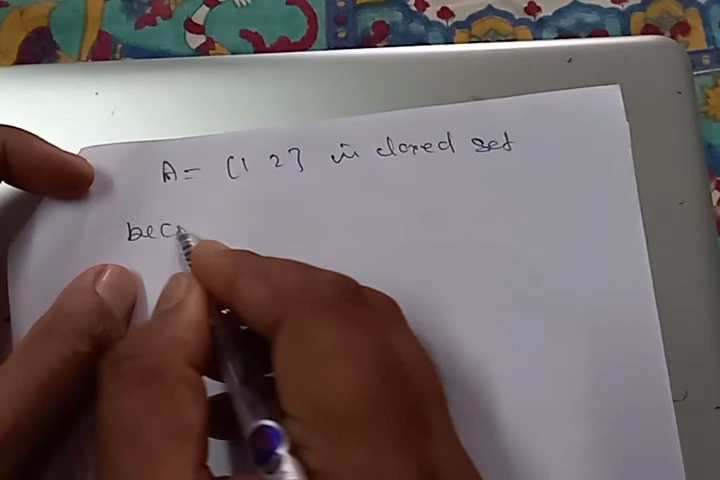 A = [1 2] is closed set
bec